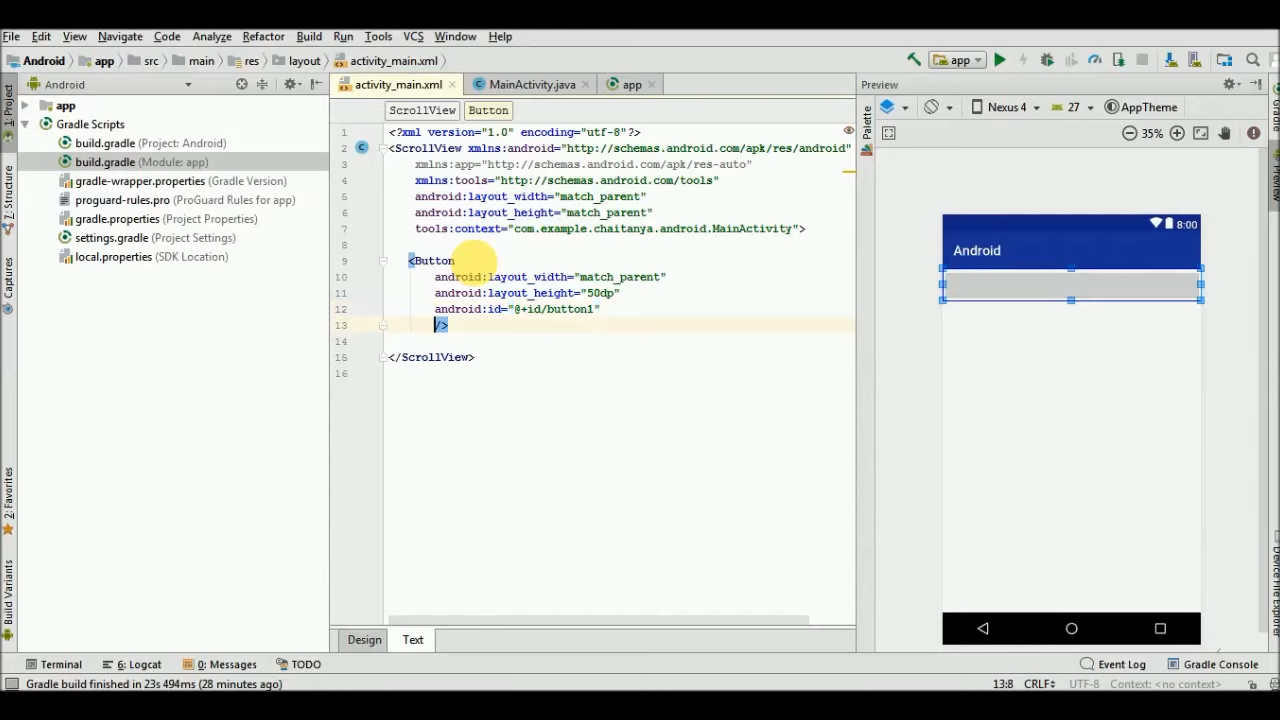 File Edit View Navigate Code Analyze Refactor Build Run Tools VCS Window Help
Android app src main res layout activity_main.xml app
Android activity_main.xml MainActivity.java app Preview
1: Project
7: Structure
Captures
2: Favorites
Build Variants
app
Gradle Scripts
build.gradle (Project: Android)
build.gradle (Module: app)
gradle-wrapper.properties (Gradle Version)
proguard-rules.pro (ProGuard Rules for app)
gradle.properties (Project Properties)
settings.gradle (Project Settings)
local.properties (SDK Location)
ScrollView Button
1 <?xml version="1.0" encoding="utf-8"?>
2 <ScrollView xmlns:android="http://schemas.android.com/apk/res/android"
3 xmlns:app="http://schemas.android.com/apk/res-auto"
4 xmlns:tools="http://schemas.android.com/tools"
5 android:layout_width="match_parent"
6 android:layout_height="match_parent"
7 tools:context="com.example.chaitanya.android.MainActivity">
8
9 <Button
10 android:layout_width="match_parent"
11 android:layout_height="50dp"
12 android:id="@+id/button1"
13 />
14
15 </ScrollView>
16
Design Text
Palette
Nexus 4 27 AppTheme
35%
8:00
Android
Preview
Device File Explorer
Terminal 6: Logcat 0: Messages TODO Event Log Gradle Console
Gradle build finished in 23s 494ms (28 minutes ago) 13:8 CRLF UTF-8 Context: <no context>